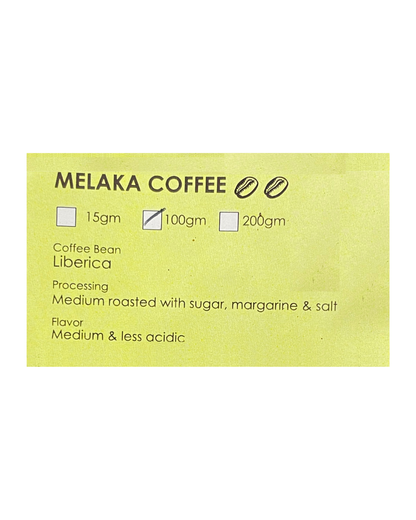 MELAKA COFFEE
15gm 100gm 200gm
Coffee Bean
Liberica
Processing
Medium roasted with sugar, margarine & salt
Flavor
Medium & less acidic